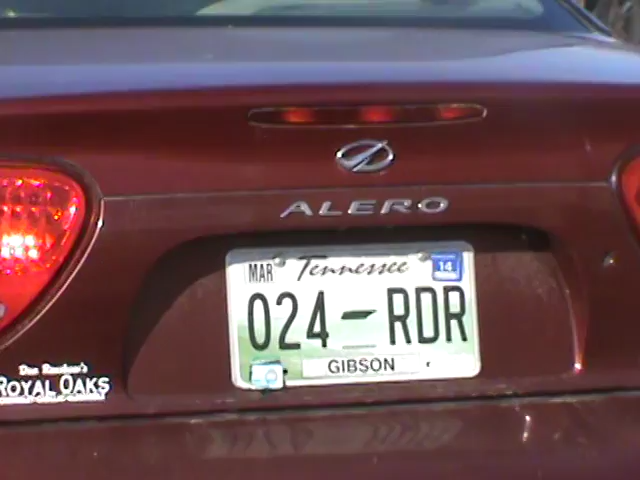 ALERO
MAR Tennessee 14
024 RDR
GIBSON
ROYAL OAKS